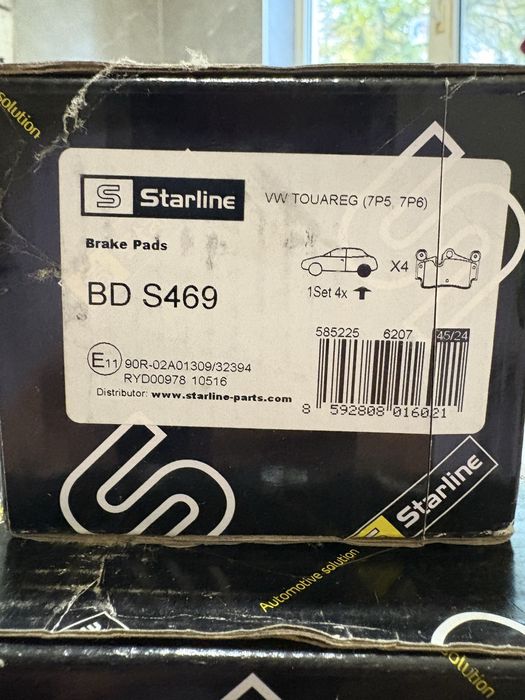 solution
S Starline
VW TOUAREG (7P5, 7P6)
Brake Pads
X4
BD S469
1Set 4x
585225 6207 45/24
E11 90R-02A01309/32394
RYD00978 10516
Distributor: www.starline-parts.com
8 592808 016021
Starline
Automotive solution
solution